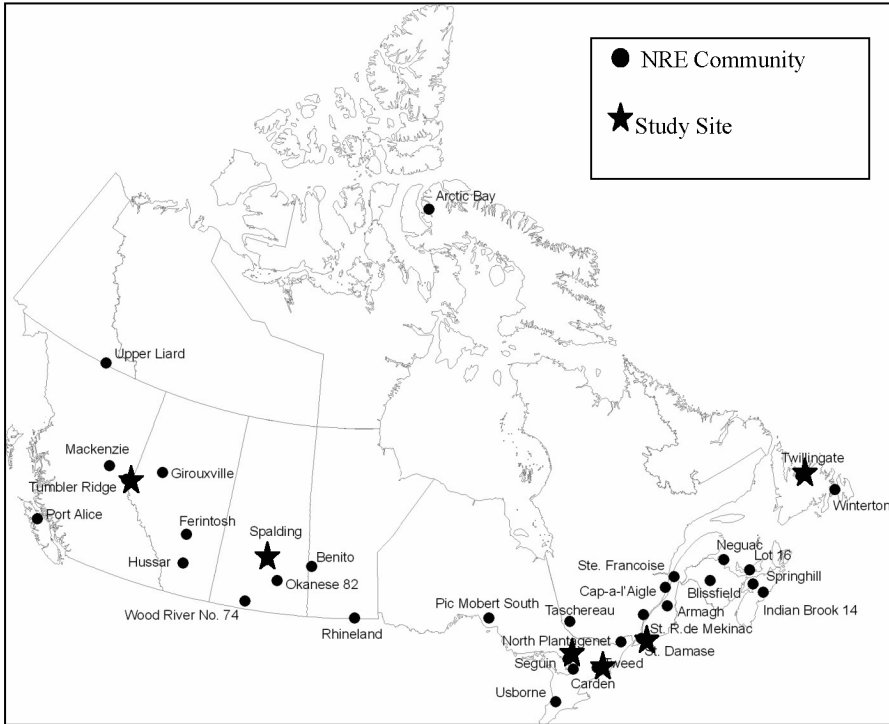 NRE Community
Study Site
Arctic Bay
Upper Liard
Mackenzie
Tumbler Ridge
Girouxville
Port Alice
Ferintosh
Hussar
Spalding
Benito
Okanese 82
Wood River No. 74
Rhineland
Pic Mobert South
Taschereau
North Plantagenet
Seguin
Tweed
Carden
Usborne
Ste. Francoise
Cap-a-l'Aigle
Armagh
St. R.de Mekinac
St. Damase
Neguac
Lot 16
Blissfield
Springhill
Indian Brook 14
Twillingate
Winterton